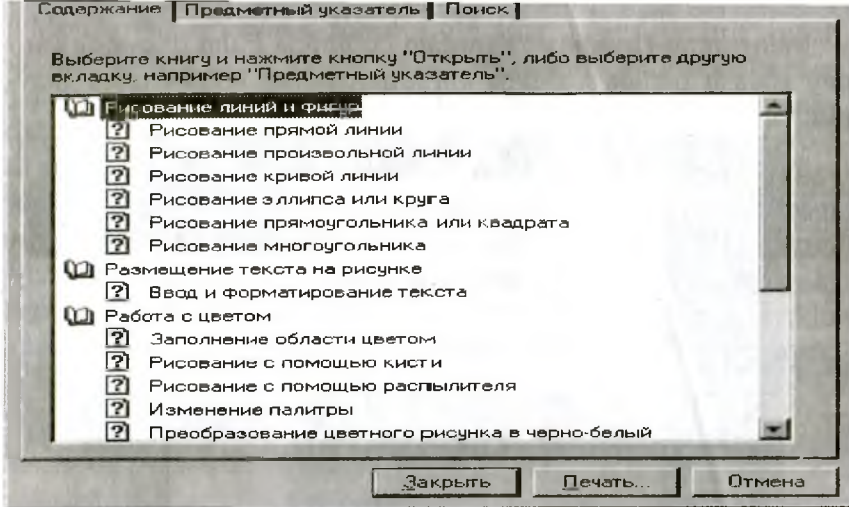 Содержание Предметный указатель Поиск
Выберите книгу и нажмите кнопку "Открыть", либо выберите другую
вкладку, например "Предметный указатель".
Рисование линий и фигур
Рисование прямой линии
Рисование произвольной линии
Рисование кривой линии
Рисование эллипса или круга
Рисование прямоугольника или квадрата
Рисование многоугольника
Размещение текста на рисунке
Ввод и форматирование текста
Работа с цветом
Заполнение области цветом
Рисование с помощью кисти
Рисование с помощью распылителя
Изменение палитры
Преобразование цветного рисунка в черно-белый
Закрыть Печать... Отмена